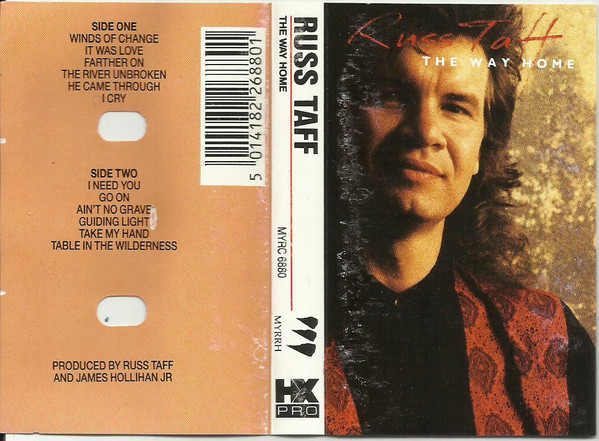 SIDE ONE
WINDS OF CHANGE
IT WAS LOVE
FARTHER ON
THE RIVER UNBROKEN
HE CAME THROUGH
I CRY
SIDE TWO
I NEED YOU
GO ON
AIN'T NO GRAVE
GUIDING LIGHT
TAKE MY HAND
TABLE IN THE WILDERNESS
PRODUCED BY RUSS TAFF
AND JAMES HOLLIHAN JR
5 014182 268801
RUSS TAFF
THE WAY HOME
MYRC 6880
MYRRH
HX
PRO
Russ Taff
THE WAY HOME